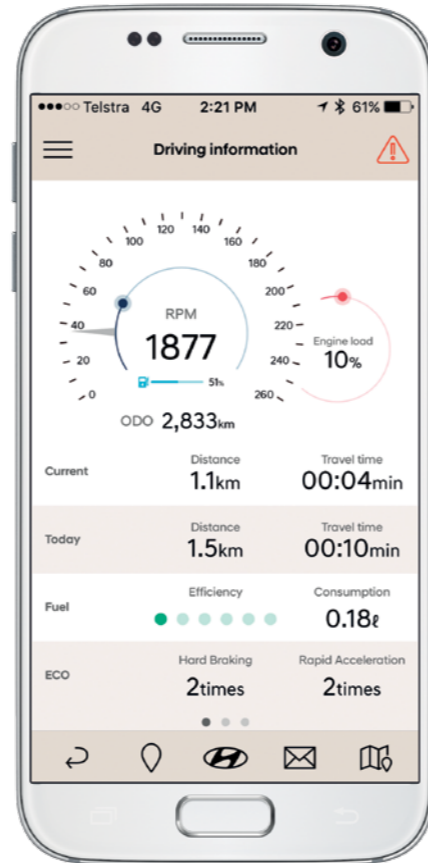 Telstra 4G 2:21 PM 61%
Driving information
0
20
40
60
80
100
120
140
160
180
200
220
240
260
RPM
1877
51%
Engine load
10%
ODO 2,833km
Current Distance 1.1km Travel time 00:04min
Today Distance 1.5km Travel time 00:10min
Fuel Efficiency Consumption 0.18ℓ
ECO Hard Braking 2times Rapid Acceleration 2times